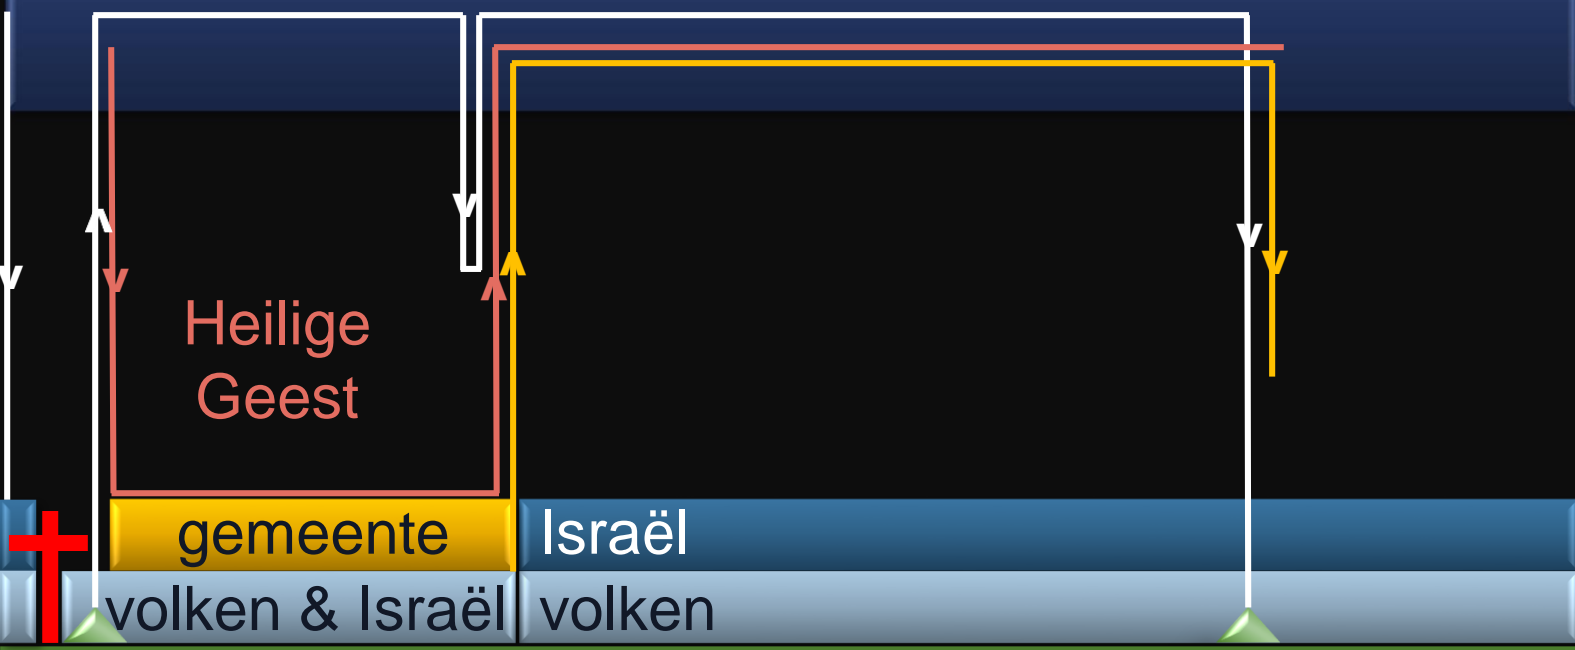 Heilige
Geest
gemeente
Israël
volken & Israël
volken